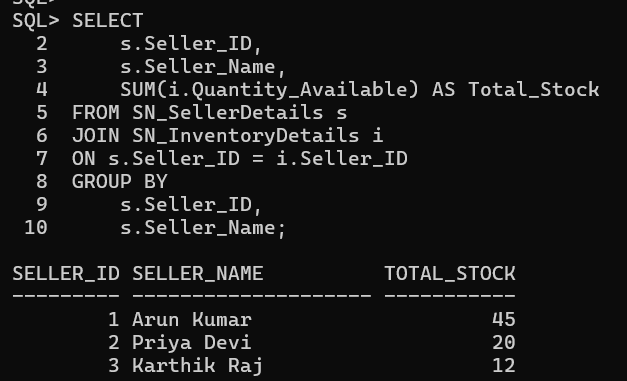 SQL>
SQL> SELECT
  2      s.Seller_ID,
  3      s.Seller_Name,
  4      SUM(i.Quantity_Available) AS Total_Stock
  5  FROM SN_SellerDetails s
  6  JOIN SN_InventoryDetails i
  7  ON s.Seller_ID = i.Seller_ID
  8  GROUP BY
  9      s.Seller_ID,
 10      s.Seller_Name;

SELLER_ID SELLER_NAME          TOTAL_STOCK
--------- -------------------- -----------
        1 Arun Kumar                    45
        2 Priya Devi                    20
        3 Karthik Raj                   12